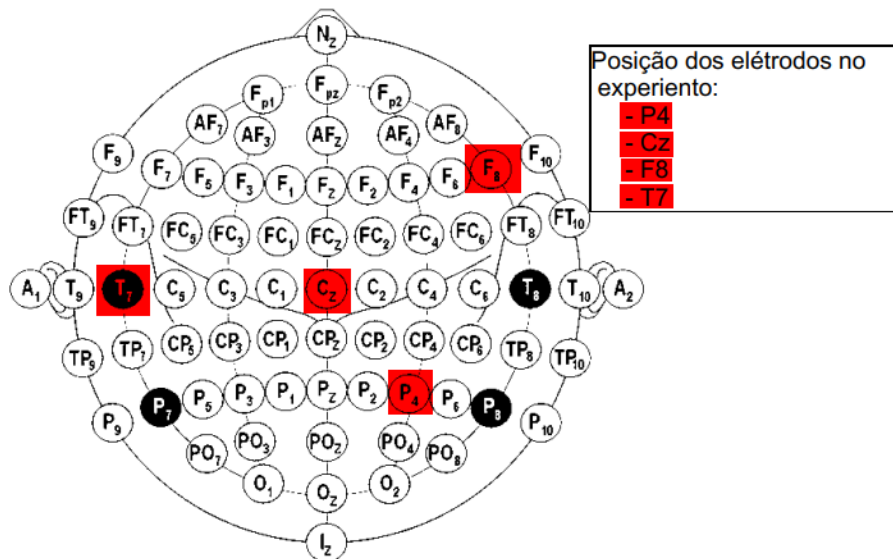 Nz
Fp1 Fpz Fp2
AF7 AF3 AFz AF4 AF8
F9 F7 F5 F3 F1 Fz F2 F4 F6 F8 F10
FT9 FT7 FC5 FC3 FC1 FCz FC2 FC4 FC6 FT8 FT10
A1 T9 T7 C5 C3 C1 Cz C2 C4 C6 T8 T10 A2
TP9 TP7 CP5 CP3 CP1 CPz CP2 CP4 CP6 TP8 TP10
P9 P7 P5 P3 P1 Pz P2 P4 P6 P8 P10
PO7 PO3 POz PO4 PO8
O1 Oz O2
Iz
Posição dos elétrodos no
experiento:
- P4
- Cz
- F8
- T7